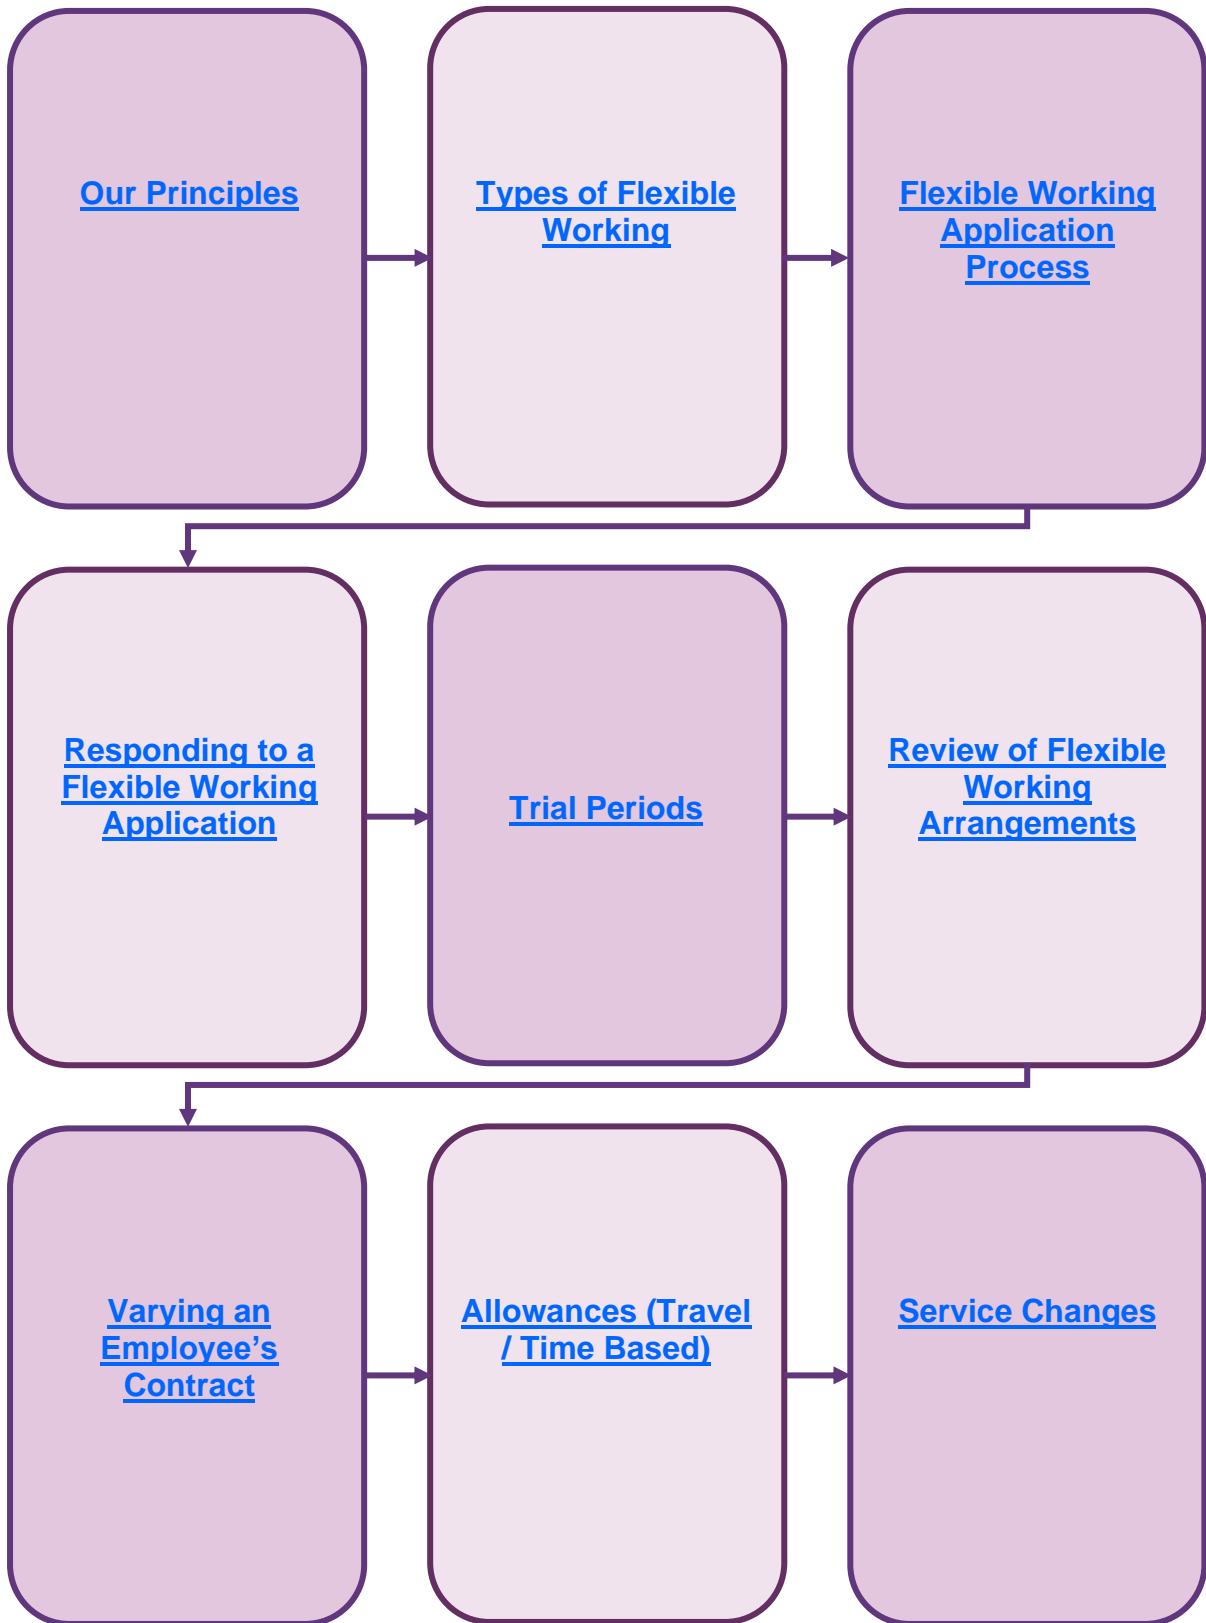 Our Principles
Types of Flexible
Working
Flexible Working
Application
Process
Responding to a
Flexible Working
Application
Trial Periods
Review of Flexible
Working
Arrangements
Varying an
Employee’s
Contract
Allowances (Travel
/ Time Based)
Service Changes